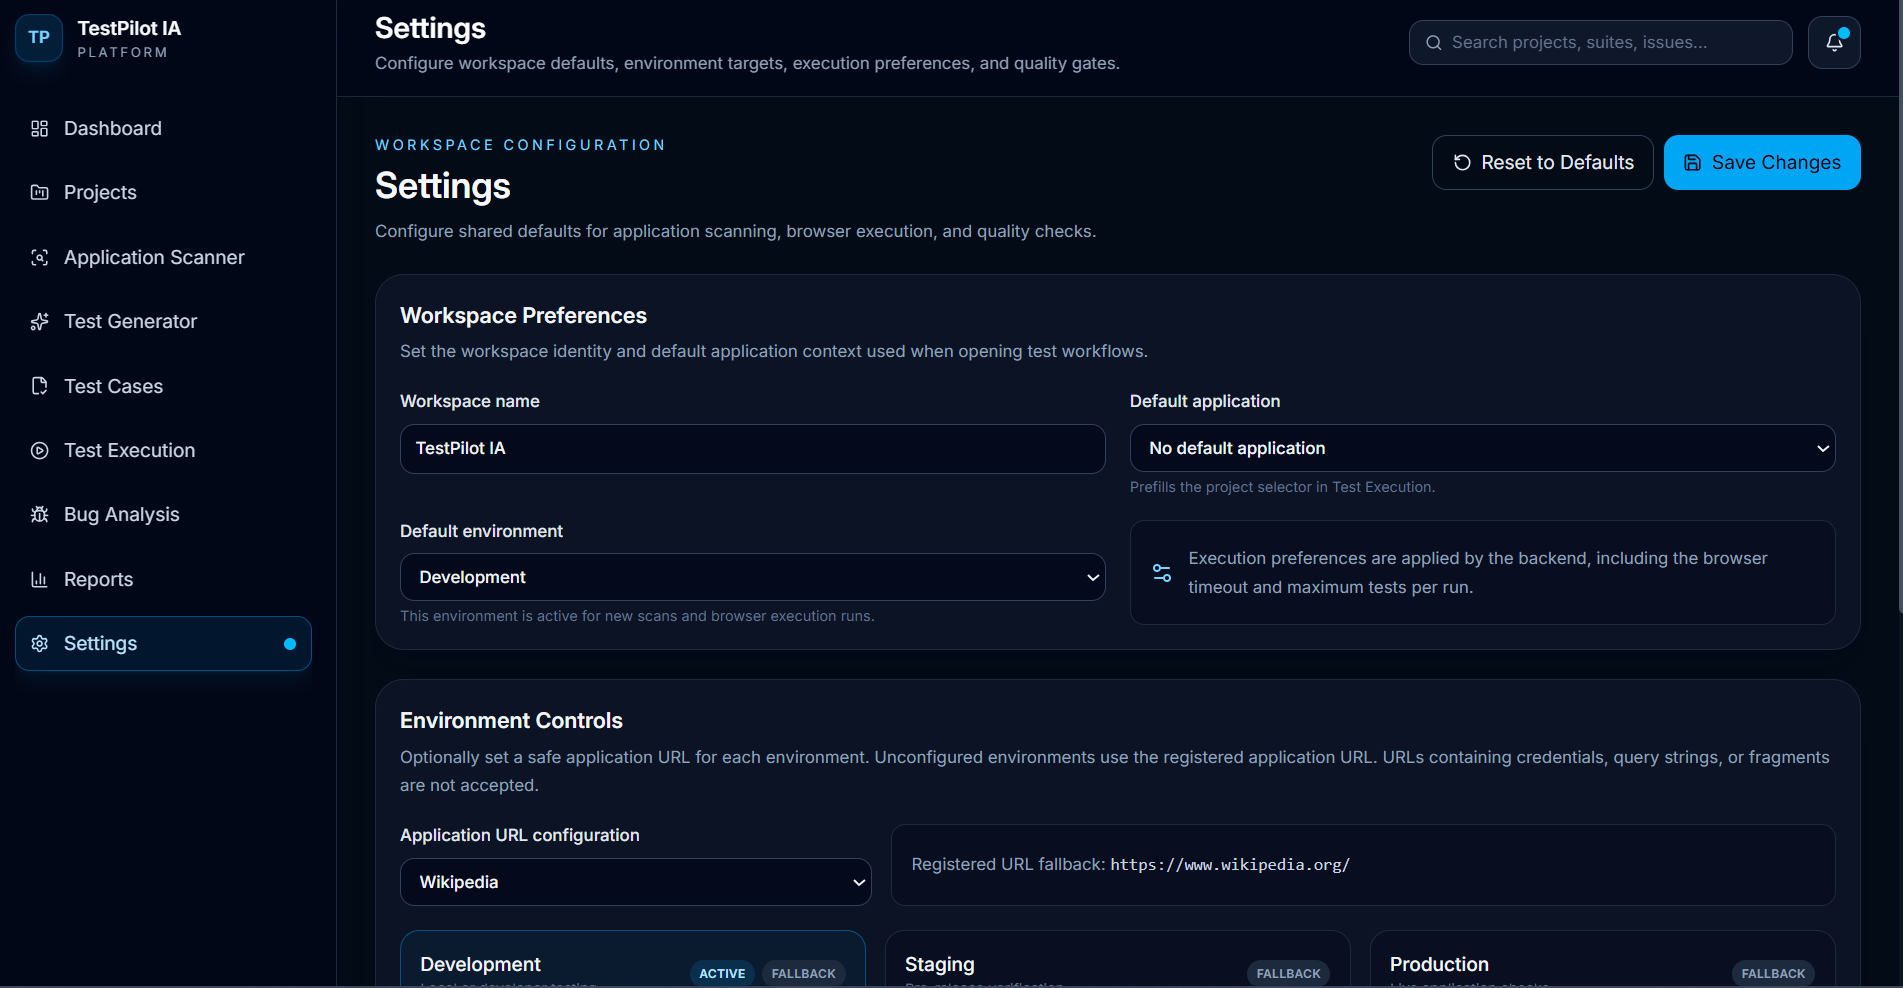 TP
TestPilot IA
PLATFORM
Dashboard
Projects
Application Scanner
Test Generator
Test Cases
Test Execution
Bug Analysis
Reports
Settings
Settings
Configure workspace defaults, environment targets, execution preferences, and quality gates.
Search projects, suites, issues...
WORKSPACE CONFIGURATION
Settings
Configure shared defaults for application scanning, browser execution, and quality checks.
Reset to Defaults
Save Changes
Workspace Preferences
Set the workspace identity and default application context used when opening test workflows.
Workspace name
TestPilot IA
Default application
No default application
Prefills the project selector in Test Execution.
Default environment
Development
This environment is active for new scans and browser execution runs.
Execution preferences are applied by the backend, including the browser
timeout and maximum tests per run.
Environment Controls
Optionally set a safe application URL for each environment. Unconfigured environments use the registered application URL. URLs containing credentials, query strings, or fragments
are not accepted.
Application URL configuration
Wikipedia
Registered URL fallback: https://www.wikipedia.org/
Development
ACTIVE
FALLBACK
Staging
FALLBACK
Production
FALLBACK